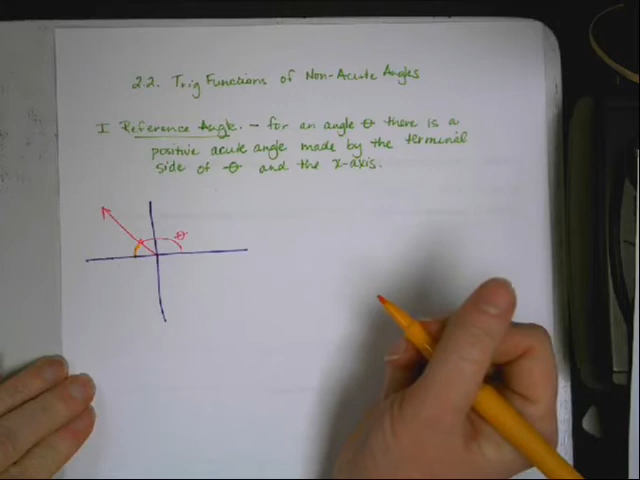 2.2. Trig Functions of Non-Acute Angles
I Reference Angle. - for an angle θ there is a
positive acute angle made by the terminal
side of θ and the x-axis.
θ